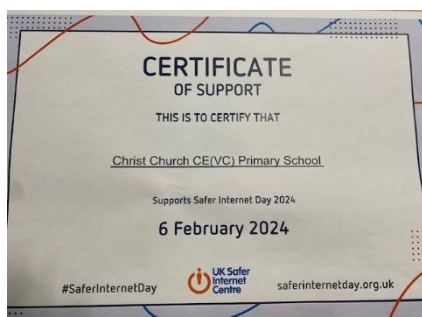 CERTIFICATE
OF SUPPORT
THIS IS TO CERTIFY THAT
Christ Church CE(VC) Primary School
Supports Safer Internet Day 2024
6 February 2024
#SaferInternetDay
UK Safer
Internet
Centre
saferinternetday.org.uk